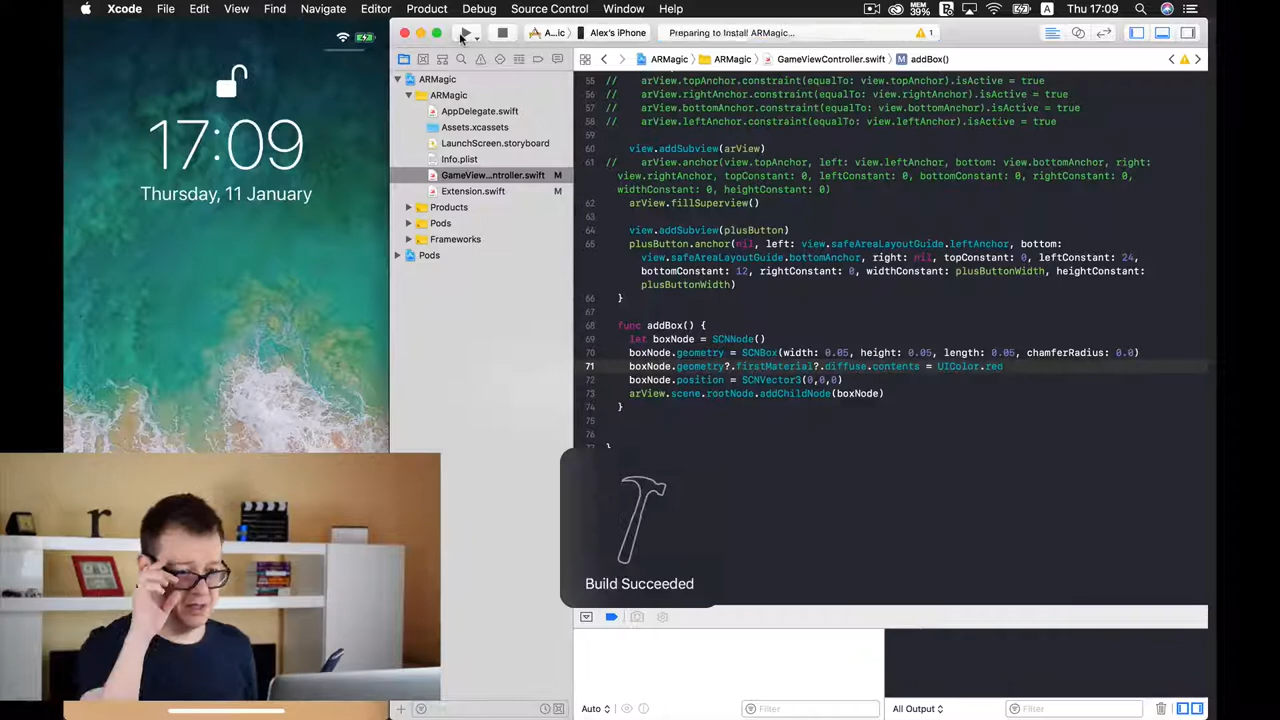 Xcode File Edit View Find Navigate Editor Product Debug Source Control Window Help
MEM 39% A Thu 17:09
A...ic Alex's iPhone Preparing to Install ARMagic... 1
ARMagic ARMagic GameViewController.swift M addBox()
17:09
Thursday, 11 January
ARMagic
ARMagic
AppDelegate.swift
Assets.xcassets
LaunchScreen.storyboard
Info.plist
GameView...ntroller.swift M
Extension.swift M
Products
Pods
Frameworks
Pods
55 // arView.topAnchor.constraint(equalTo: view.topAnchor).isActive = true
56 // arView.rightAnchor.constraint(equalTo: view.rightAnchor).isActive = true
57 // arView.bottomAnchor.constraint(equalTo: view.bottomAnchor).isActive = true
58 // arView.leftAnchor.constraint(equalTo: view.leftAnchor).isActive = true
59
60 view.addSubview(arView)
61 // arView.anchor(view.topAnchor, left: view.leftAnchor, bottom: view.bottomAnchor, right:
view.rightAnchor, topConstant: 0, leftConstant: 0, bottomConstant: 0, rightConstant: 0,
widthConstant: 0, heightConstant: 0)
62 arView.fillSuperview()
63
64 view.addSubview(plusButton)
65 plusButton.anchor(nil, left: view.safeAreaLayoutGuide.leftAnchor, bottom:
view.safeAreaLayoutGuide.bottomAnchor, right: nil, topConstant: 0, leftConstant: 24,
bottomConstant: 12, rightConstant: 0, widthConstant: plusButtonWidth, heightConstant:
plusButtonWidth)
66 }
67
68 func addBox() {
69 let boxNode = SCNNode()
70 boxNode.geometry = SCNBox(width: 0.05, height: 0.05, length: 0.05, chamferRadius: 0.0)
71 boxNode.geometry?.firstMaterial?.diffuse.contents = UIColor.red
72 boxNode.position = SCNVector3(0,0,0)
73 arView.scene.rootNode.addChildNode(boxNode)
74 }
75
76
77 }
Build Succeeded
Auto Filter All Output Filter